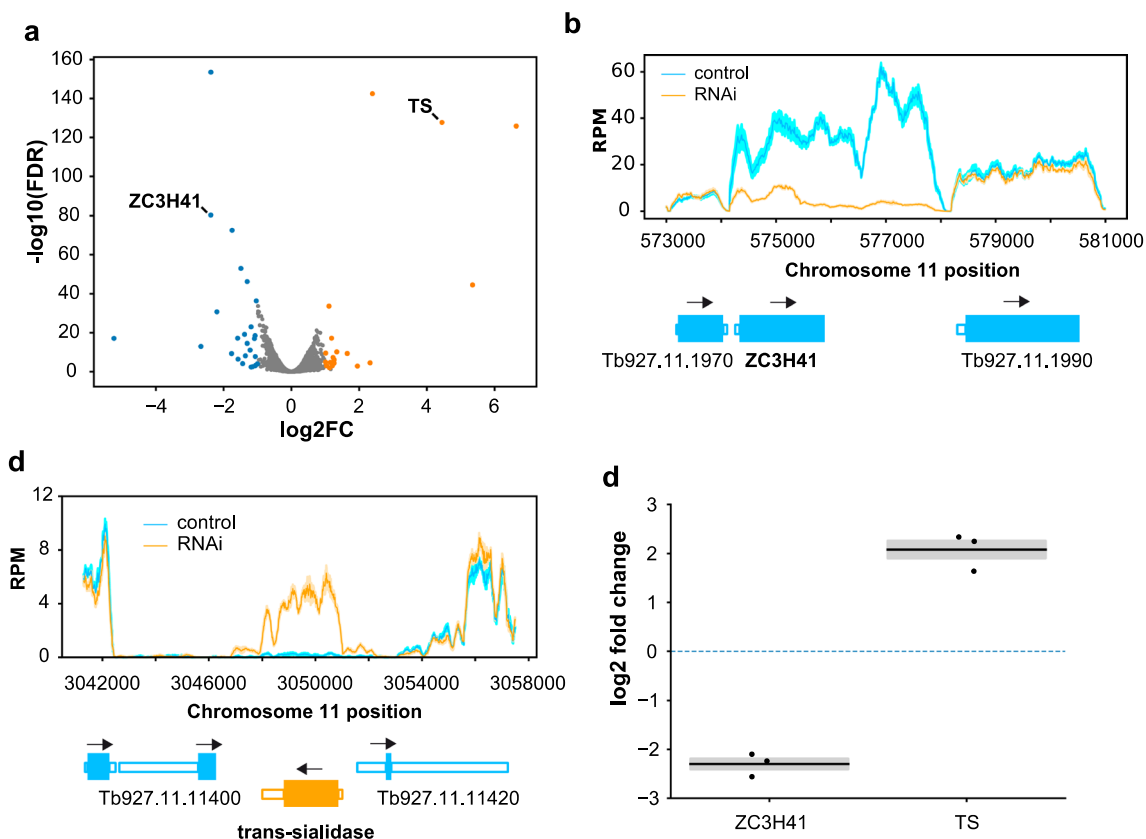 a
160
140
120
100
80
60
40
20
0
-log10(FDR)
TS
ZC3H41
−4
−2
0
2
4
6
log2FC
b
60
40
20
0
RPM
control
RNAi
573000
575000
577000
579000
581000
Chromosome 11 position
Tb927.11.1970
ZC3H41
Tb927.11.1990
d
12
8
4
0
RPM
control
RNAi
3042000
3046000
3050000
3054000
3058000
Chromosome 11 position
Tb927.11.11400
Tb927.11.11420
trans-sialidase
d
3
2
1
0
−1
−2
−3
log2 fold change
ZC3H41
TS